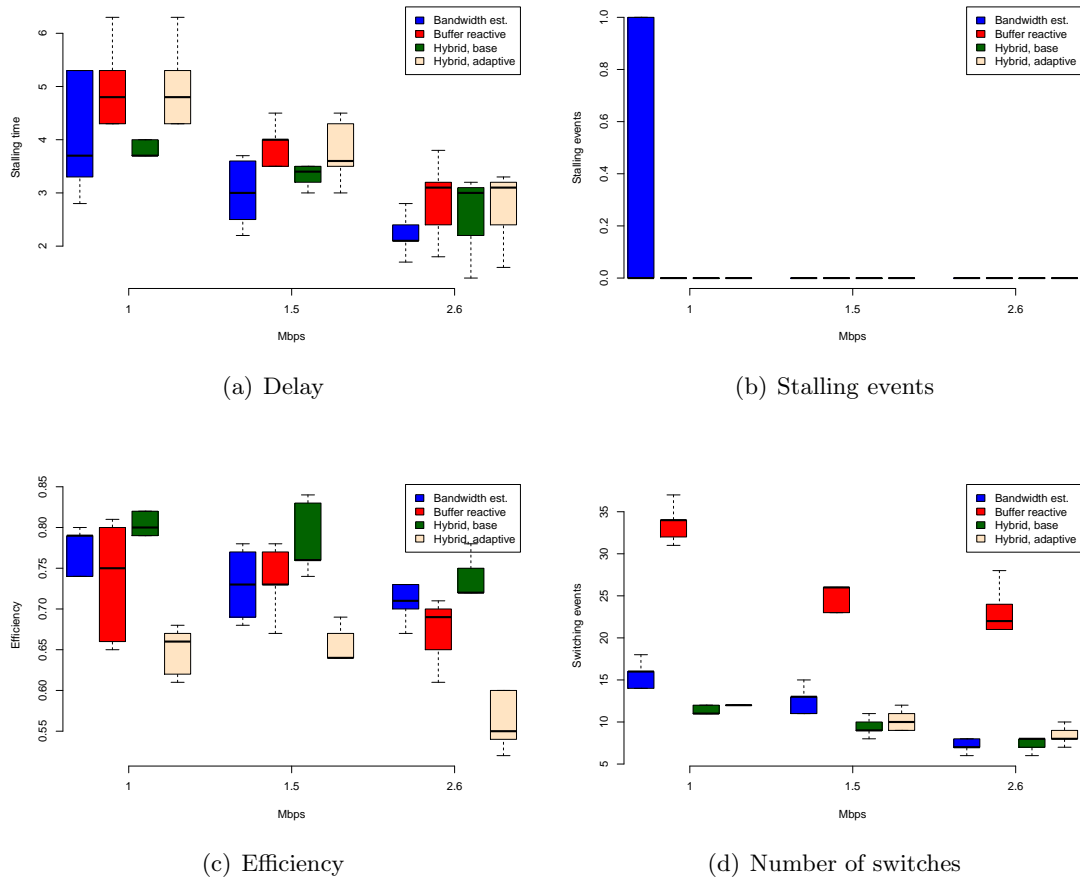 Bandwidth est.
Buffer reactive
Hybrid, base
Hybrid, adaptive
Stalling time
6
5
4
3
2
1
1.5
2.6
Mbps
(a) Delay
Bandwidth est.
Buffer reactive
Hybrid, base
Hybrid, adaptive
Stalling events
1.0
0.8
0.6
0.4
0.2
0.0
1
1.5
2.6
Mbps
(b) Stalling events
Bandwidth est.
Buffer reactive
Hybrid, base
Hybrid, adaptive
Efficiency
0.85
0.80
0.75
0.70
0.65
0.60
0.55
1
1.5
2.6
Mbps
(c) Efficiency
Bandwidth est.
Buffer reactive
Hybrid, base
Hybrid, adaptive
Switching events
35
30
25
20
15
10
5
1
1.5
2.6
Mbps
(d) Number of switches